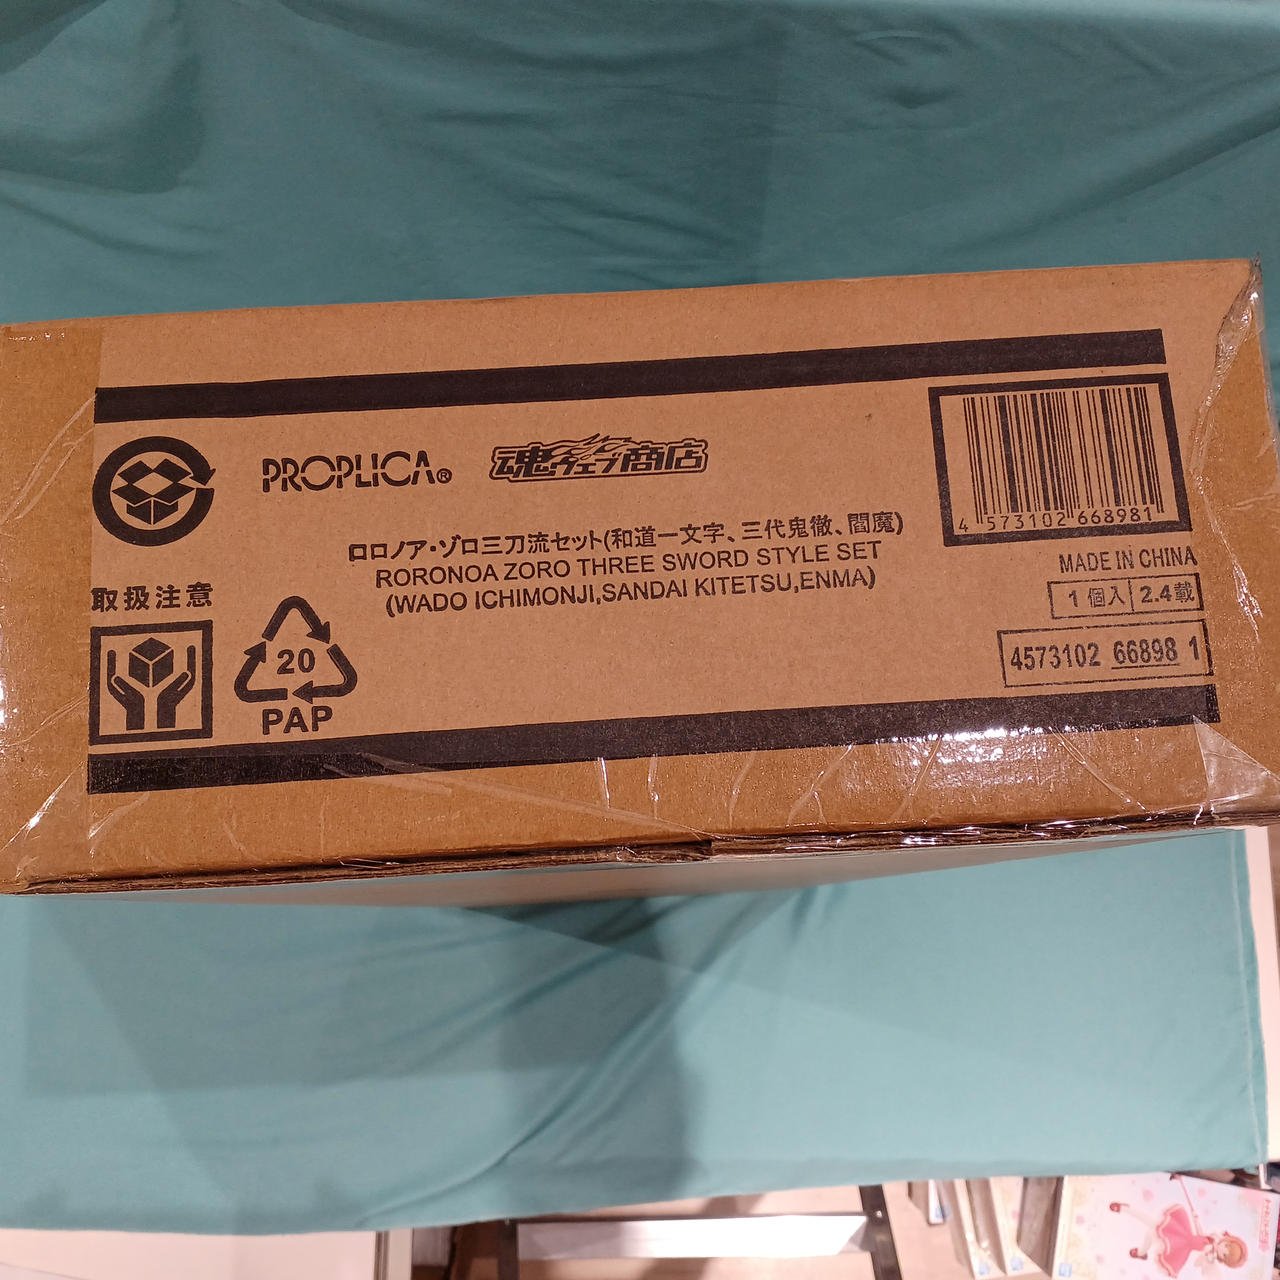 PROPLICA®
魂ウェブ商店
4 573102 668981
ロロノア・ゾロ三刀流セット(和道一文字、三代鬼徹、閻魔)
RORONOA ZORO THREE SWORD STYLE SET
(WADO ICHIMONJI,SANDAI KITETSU,ENMA)
MADE IN CHINA
1個入 2.4載
4573102 66898 1
取扱注意
20
PAP